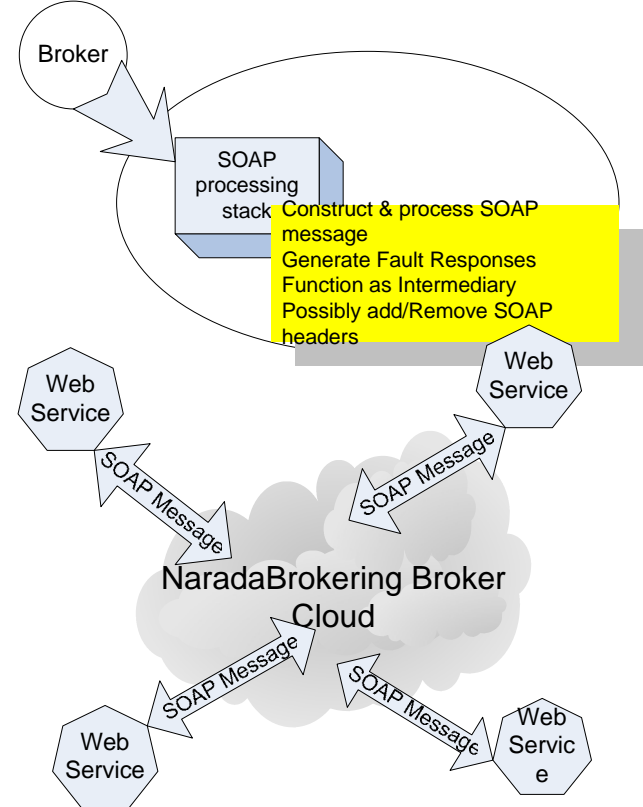 Broker
SOAP
processing
stack
Construct & process SOAP
message
Generate Fault Responses
Function as Intermediary
Possibly add/Remove SOAP
headers
Web
Service
Web
Service
SOAP Message
SOAP Message
NaradaBrokering Broker
Cloud
SOAP Message
SOAP Message
Web
Service
Web
Servic
e